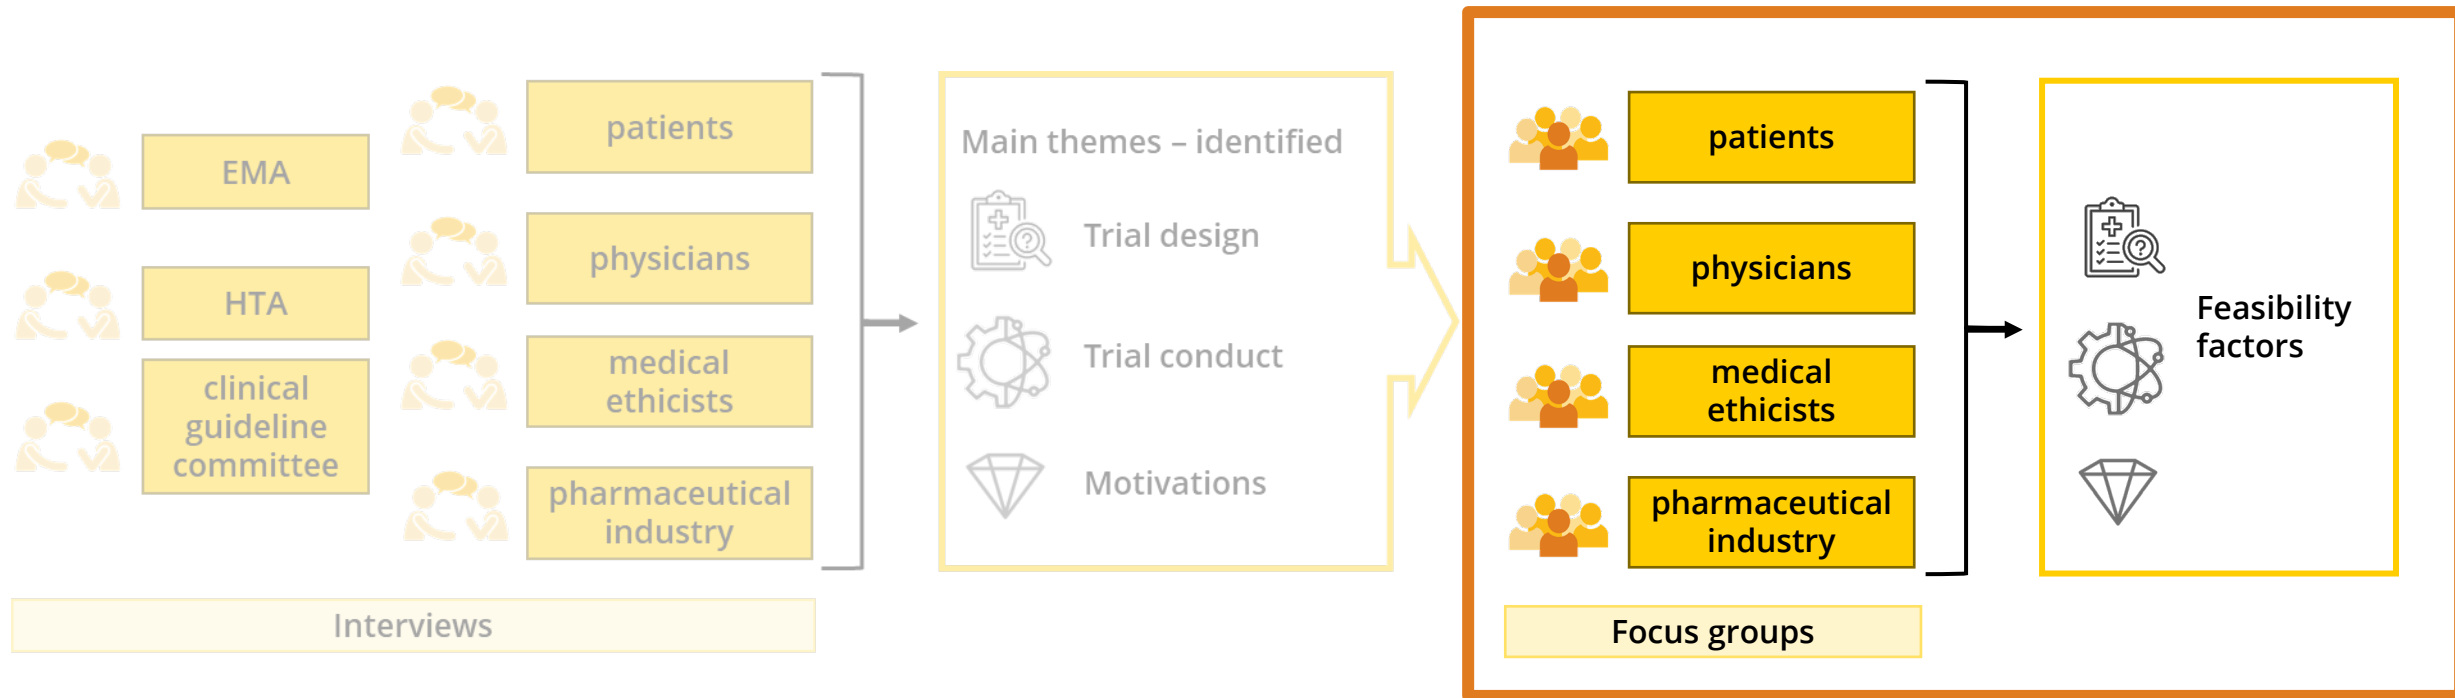 EMA
HTA
clinical
guideline
committee
patients
physicians
medical
ethicists
pharmaceutical
industry
Interviews
Main themes – identified
Trial design
Trial conduct
Motivations
patients
physicians
medical
ethicists
pharmaceutical
industry
Focus groups
Feasibility
factors